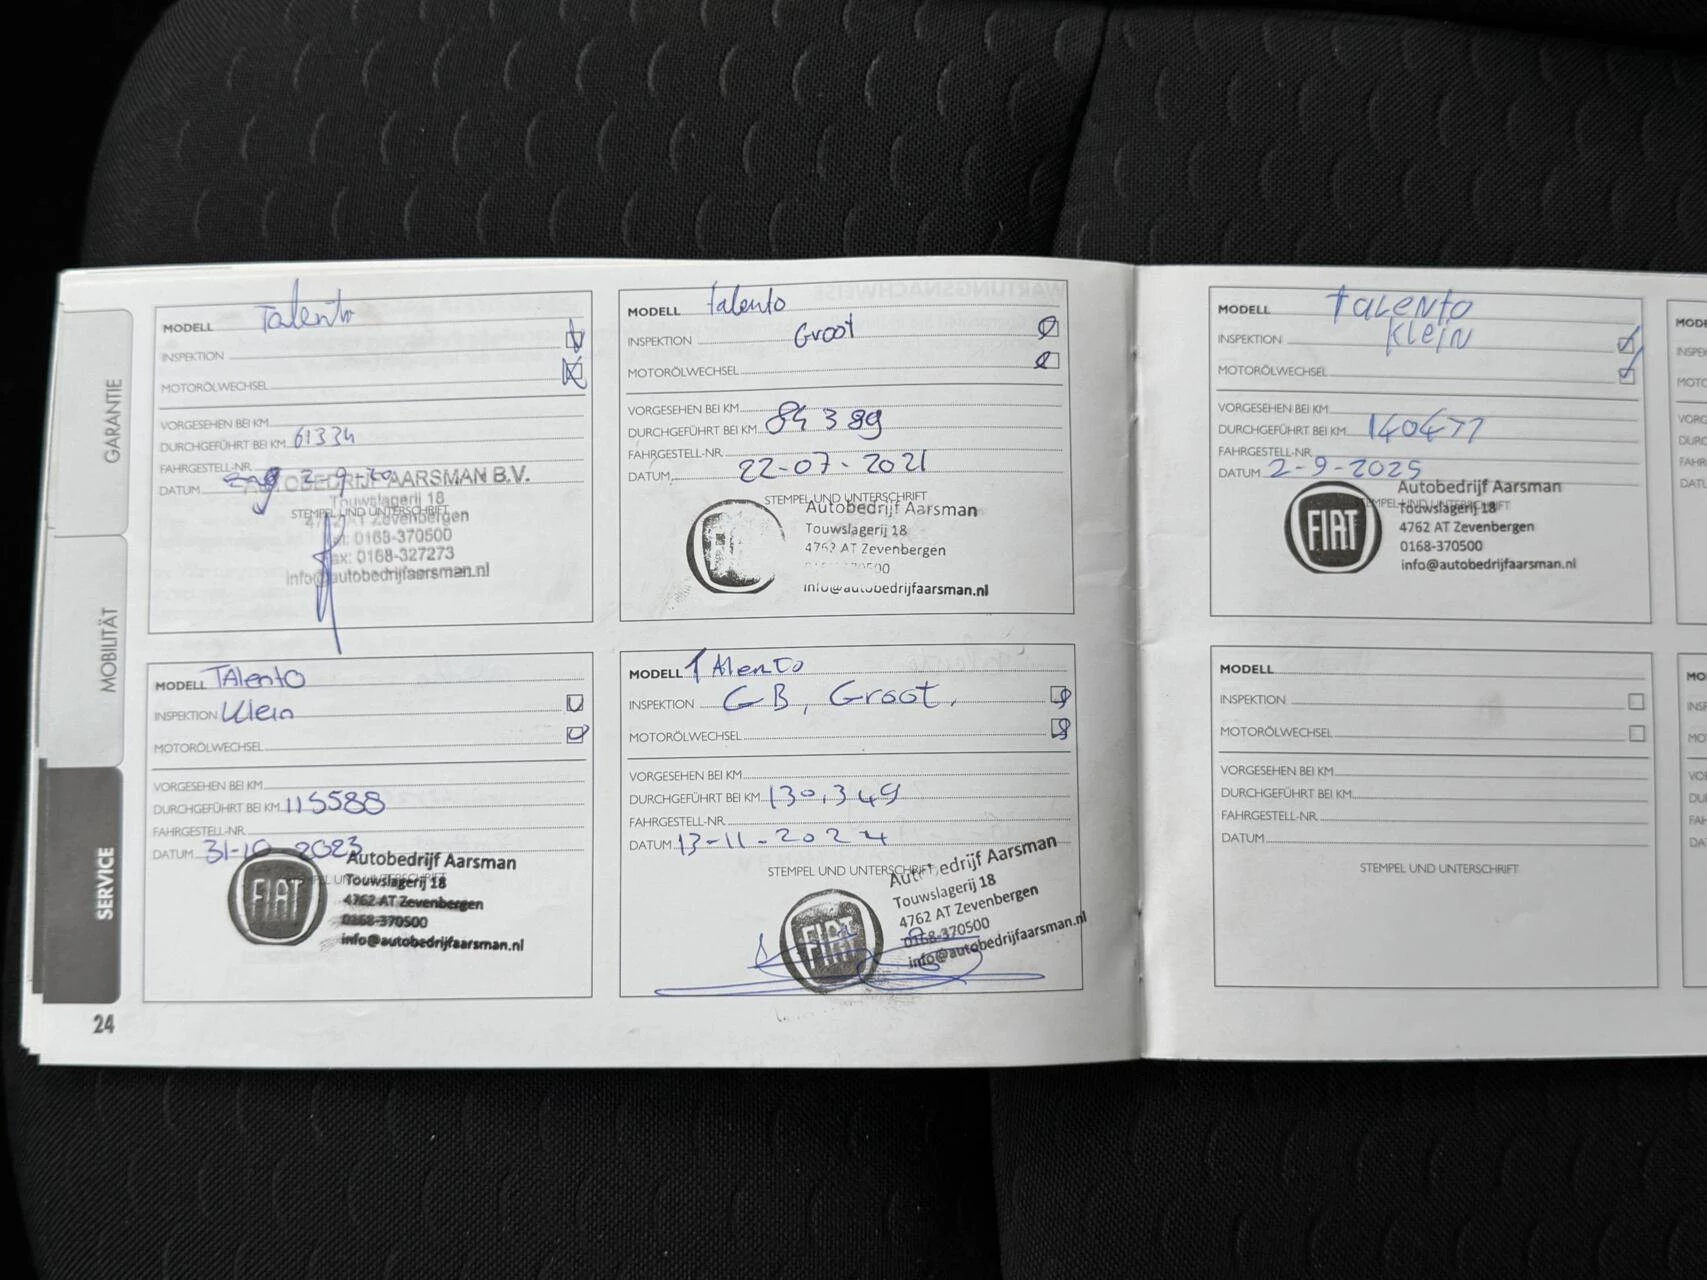 GARANTIE
MOBILITÄT
SERVICE
24
MODELL Talento
INSPEKTION
MOTORÖLWECHSEL
VORGESEHEN BEI KM
DURCHGEFÜHRT BEI KM 61334
FAHRGESTELL-NR.
DATUM
AUTOBEDRIJF AARSMAN B.V.
Touwslagerij 18
STEMPEL UND UNTERSCHRIFT
4762 AT Zevenbergen
Tel: 0168-370500
Fax: 0168-327273
info@autobedrijfaarsman.nl
MODELL Talento
INSPEKTION Groot
MOTORÖLWECHSEL
VORGESEHEN BEI KM
DURCHGEFÜHRT BEI KM 84389
FAHRGESTELL-NR.
DATUM 22-07-2021
STEMPEL UND UNTERSCHRIFT
Autobedrijf Aarsman
Touwslagerij 18
4762 AT Zevenbergen
info@autobedrijfaarsman.nl
MODELL TALENTO
INSPEKTION Klein
MOTORÖLWECHSEL
VORGESEHEN BEI KM
DURCHGEFÜHRT BEI KM 140477
FAHRGESTELL-NR.
DATUM 2-9-2025
STEMPEL UND UNTERSCHRIFT
FIAT
Autobedrijf Aarsman
Touwslagerij 18
4762 AT Zevenbergen
0168-370500
info@autobedrijfaarsman.nl
MODELL TAlento
INSPEKTION Klein
MOTORÖLWECHSEL
VORGESEHEN BEI KM
DURCHGEFÜHRT BEI KM 115588
FAHRGESTELL-NR.
DATUM 31-10-2023
STEMPEL UND UNTERSCHRIFT
FIAT
Autobedrijf Aarsman
Touwslagerij 18
4762 AT Zevenbergen
0168-370500
info@autobedrijfaarsman.nl
MODELL TAlento
INSPEKTION GB, Groot,
MOTORÖLWECHSEL
VORGESEHEN BEI KM
DURCHGEFÜHRT BEI KM 130.349
FAHRGESTELL-NR.
DATUM 13-11-2024
STEMPEL UND UNTERSCHRIFT
FIAT
Autobedrijf Aarsman
Touwslagerij 18
4762 AT Zevenbergen
0168-370500
info@autobedrijfaarsman.nl
MODELL
INSPEKTION
MOTORÖLWECHSEL
VORGESEHEN BEI KM
DURCHGEFÜHRT BEI KM
FAHRGESTELL-NR.
DATUM
STEMPEL UND UNTERSCHRIFT